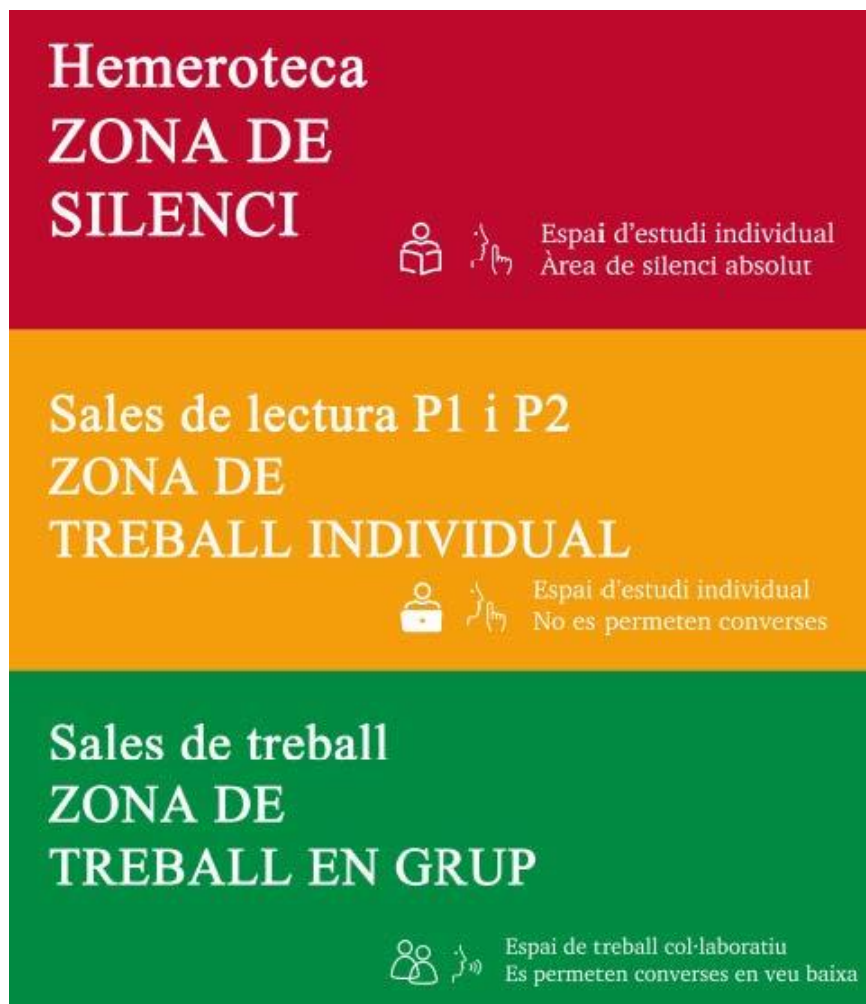 Hemeroteca
ZONA DE
SILENCI
Espai d'estudi individual
Àrea de silenci absolut
Sales de lectura P1 i P2
ZONA DE
TREBALL INDIVIDUAL
Espai d'estudi individual
No es permeten converses
Sales de treball
ZONA DE
TREBALL EN GRUP
Espai de treball col·laboratiu
Es permeten converses en veu baixa